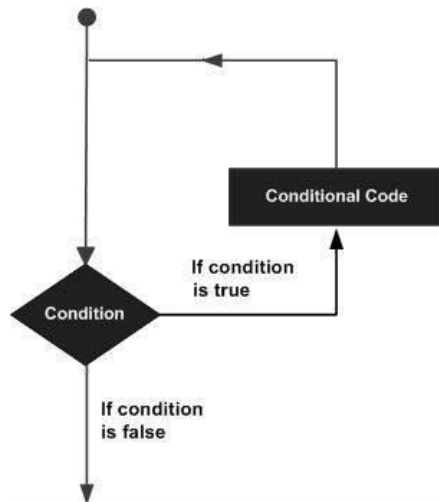 Conditional Code
If condition
is true
Condition
If condition
is false